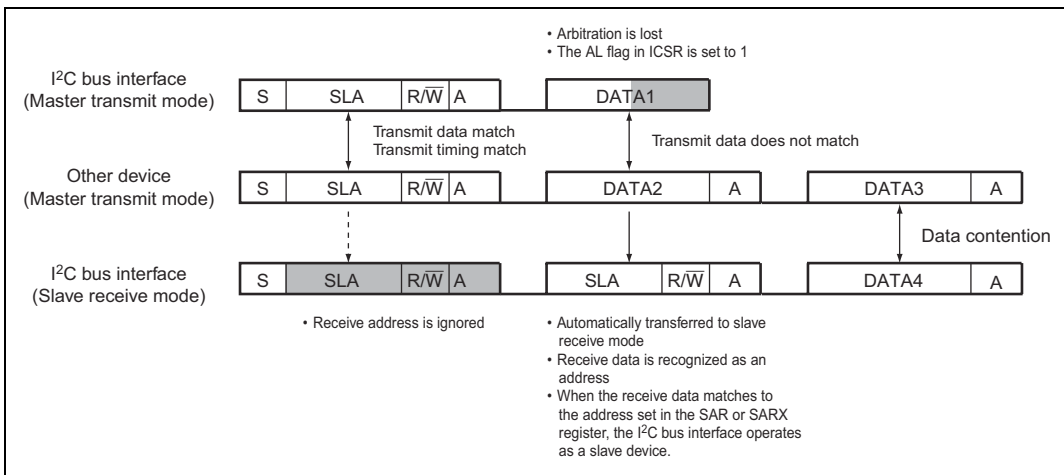 • Arbitration is lost
• The AL flag in ICSR is set to 1
I²C bus interface
(Master transmit mode)
S SLA R/W̅ A DATA1
Transmit data match
Transmit timing match
Transmit data does not match
Other device
(Master transmit mode)
S SLA R/W̅ A DATA2 A DATA3 A
Data contention
I²C bus interface
(Slave receive mode)
S SLA R/W̅ A SLA R/W̅ A DATA4 A
• Receive address is ignored
• Automatically transferred to slave
receive mode
• Receive data is recognized as an
address
• When the receive data matches to
the address set in the SAR or SARX
register, the I²C bus interface operates
as a slave device.